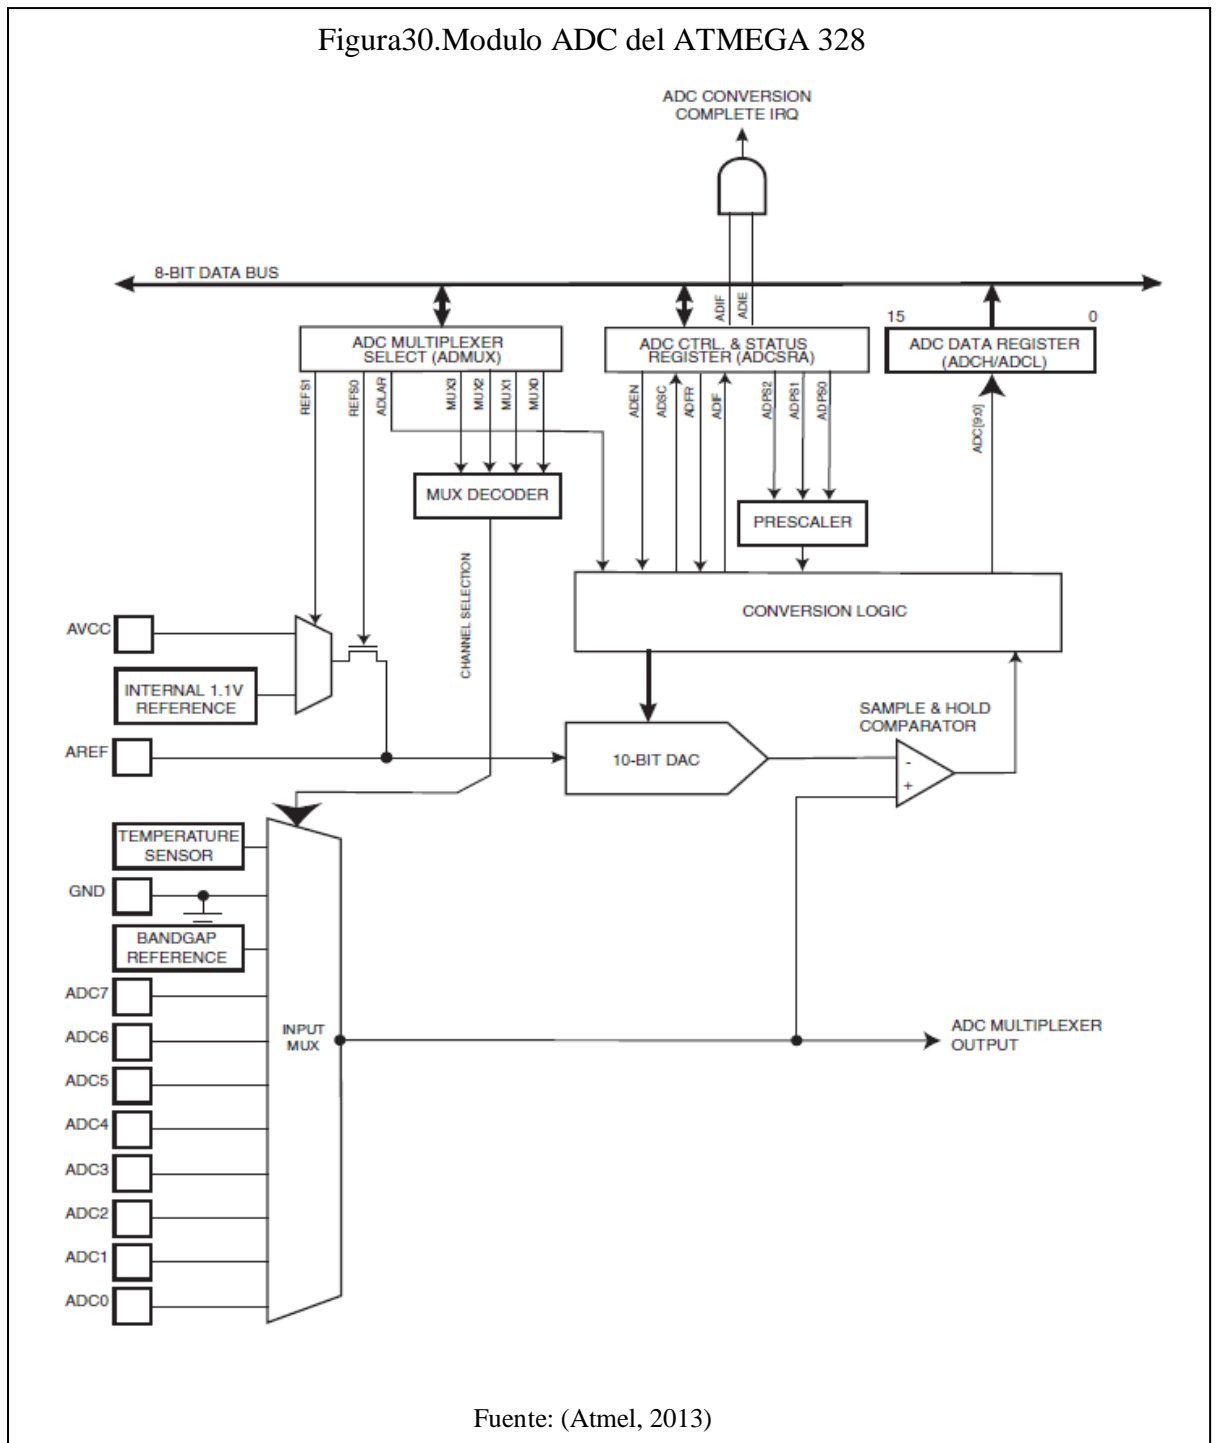 Figura30.Modulo ADC del ATMEGA 328
ADC CONVERSION
COMPLETE IRQ
8-BIT DATA BUS
ADIF
ADIE
15
0
ADC MULTIPLEXER
SELECT (ADMUX)
ADC CTRL. & STATUS
REGISTER (ADCSRA)
ADC DATA REGISTER
(ADCH/ADCL)
REFS1
REFS0
ADLAR
MUX3
MUX2
MUX1
MUX0
ADEN
ADSC
ADFR
ADIF
ADPS2
ADPS1
ADPS0
ADC[9:0]
MUX DECODER
PRESCALER
CHANNEL SELECTION
CONVERSION LOGIC
AVCC
INTERNAL 1.1V
REFERENCE
AREF
SAMPLE & HOLD
COMPARATOR
10-BIT DAC
-
+
TEMPERATURE
SENSOR
GND
BANDGAP
REFERENCE
ADC7
ADC6
ADC5
ADC4
ADC3
ADC2
ADC1
ADC0
INPUT
MUX
ADC MULTIPLEXER
OUTPUT
Fuente: (Atmel, 2013)